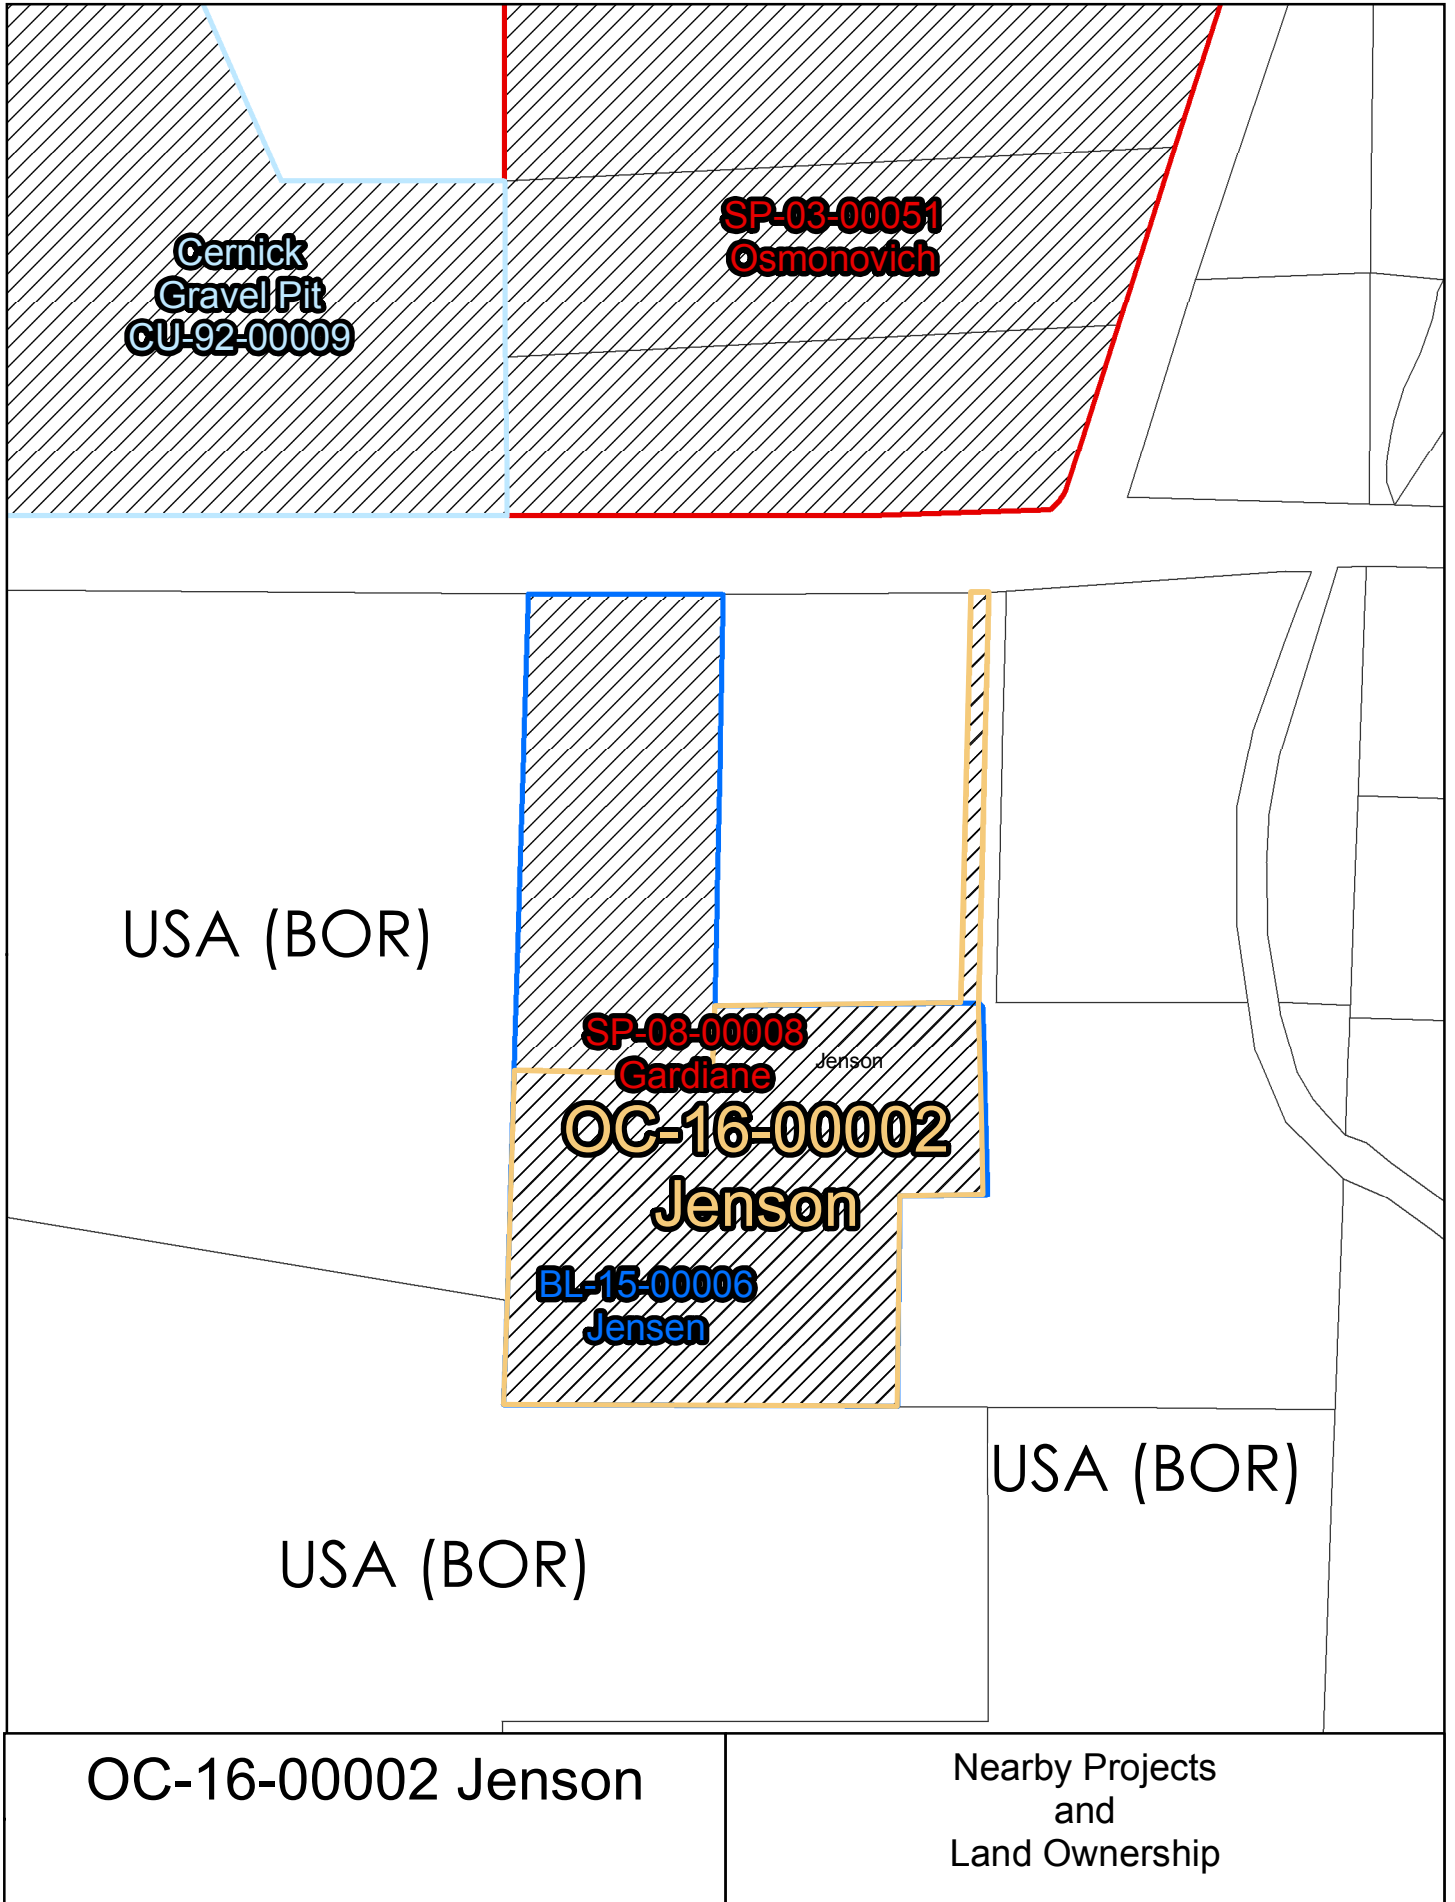 SP-03-00051
Osmonovich
Cernick
Gravel Pit
CU-92-00009
USA (BOR)
SP-08-00008
Gardiane
Jenson
OC-16-00002
Jenson
BL-15-00006
Jensen
USA (BOR)
USA (BOR)
OC-16-00002 Jenson
Nearby Projects
and
Land Ownership